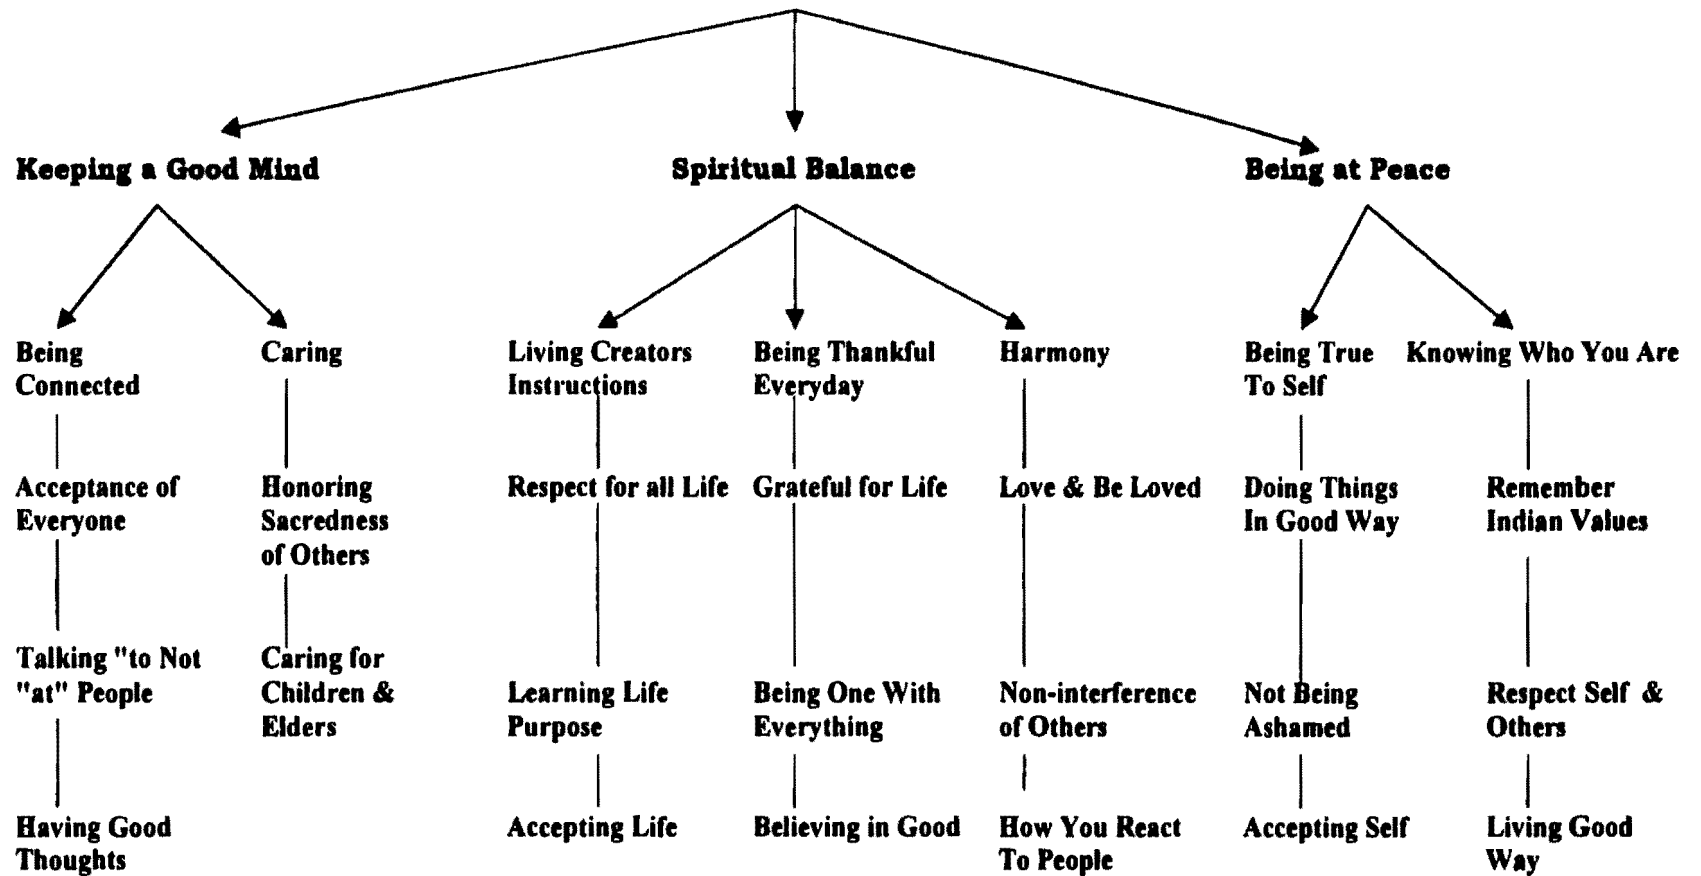 Keeping a Good Mind
Spiritual Balance
Being at Peace
Being
Connected
Caring
Living Creators
Instructions
Being Thankful
Everyday
Harmony
Being True
To Self
Knowing Who You Are
Acceptance of
Everyone
Honoring
Sacredness
of Others
Respect for all Life
Grateful for Life
Love & Be Loved
Doing Things
In Good Way
Remember
Indian Values
Talking "to Not
"at" People
Caring for
Children &
Elders
Learning Life
Purpose
Being One With
Everything
Non-interference
of Others
Not Being
Ashamed
Respect Self &
Others
Having Good
Thoughts
Accepting Life
Believing in Good
How You React
To People
Accepting Self
Living Good
Way